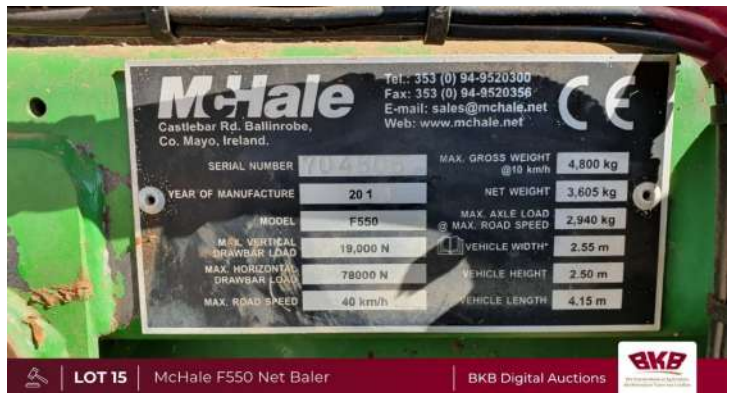 McHale
Castlebar Rd. Ballinrobe,
Co. Mayo, Ireland.
Tel.: 353 (0) 94-9520300
Fax: 353 (0) 94-9520356
E-mail: sales@mchale.net
Web: www.mchale.net
CE
SERIAL NUMBER
YEAR OF MANUFACTURE 20 1
MODEL F550
MAX. VERTICAL
DRAWBAR LOAD 19,000 N
MAX. HORIZONTAL
DRAWBAR LOAD 78000 N
MAX. ROAD SPEED 40 km/h
MAX. GROSS WEIGHT
@10 km/h 4,800 kg
NET WEIGHT 3,605 kg
MAX. AXLE LOAD
@ MAX. ROAD SPEED 2,940 kg
VEHICLE WIDTH* 2.55 m
VEHICLE HEIGHT 2.50 m
VEHICLE LENGTH 4.15 m
LOT 15 McHale F550 Net Baler BKB Digital Auctions
BKB